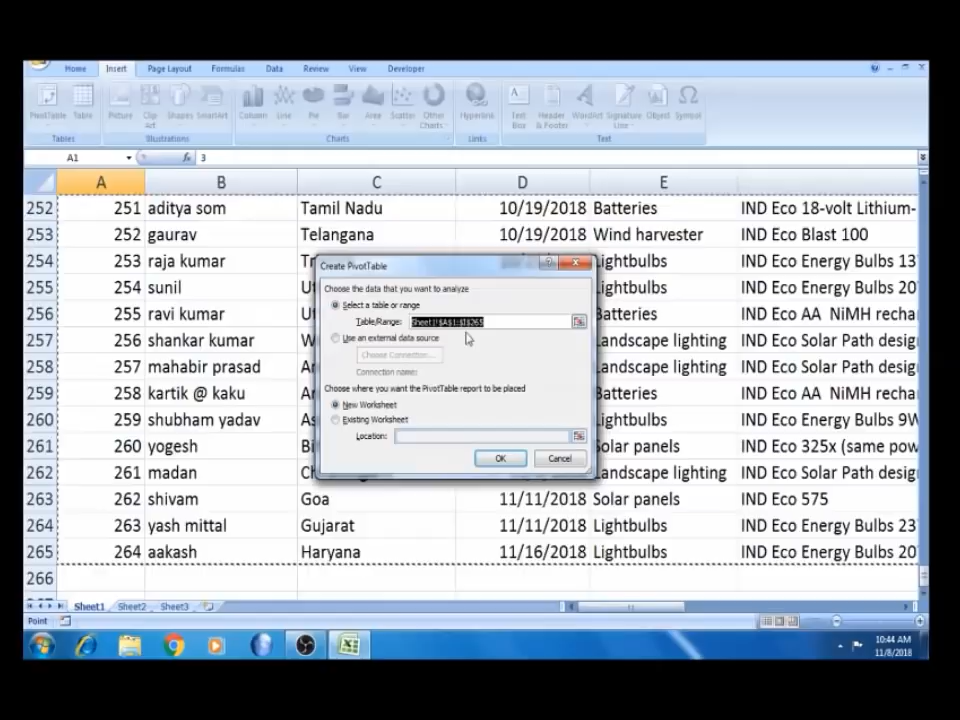 Home Insert Page Layout Formulas Data Review View Developer
PivotTable Table Picture Clip Art Shapes SmartArt Column Line Pie Bar Area Scatter Other Charts Hyperlink Text Box Header & Footer WordArt Signature Line Object Symbol
Tables Illustrations Charts Links Text
A1 fx 3
A B C D E
252 251 aditya som Tamil Nadu 10/19/2018 Batteries IND Eco 18-volt Lithium-
253 252 gaurav Telangana 10/19/2018 Wind harvester IND Eco Blast 100
254 253 raja kumar Lightbulbs IND Eco Energy Bulbs 13
255 254 sunil Lightbulbs IND Eco Energy Bulbs 20
256 255 ravi kumar IND Eco AA NiMH recha
257 256 shankar kumar Landscape lighting IND Eco Solar Path desig
258 257 mahabir prasad Landscape lighting IND Eco Solar Path desig
259 258 kartik @ kaku Batteries IND Eco AA NiMH recha
260 259 shubham yadav Lightbulbs IND Eco Energy Bulbs 9W
261 260 yogesh Solar panels IND Eco 325x (same pow
262 261 madan Landscape lighting IND Eco Solar Path desig
263 262 shivam Goa 11/11/2018 Solar panels IND Eco 575
264 263 yash mittal Gujarat 11/11/2018 Lightbulbs IND Eco Energy Bulbs 23
265 264 aakash Haryana 11/16/2018 Lightbulbs IND Eco Energy Bulbs 20
266
Create PivotTable
Choose the data that you want to analyze
Select a table or range
Table/Range: Sheet1!$A$1:$I$265
Use an external data source
Choose Connection...
Connection name:
Choose where you want the PivotTable report to be placed
New Worksheet
Existing Worksheet
Location:
OK Cancel
Sheet1 Sheet2 Sheet3
Point
10:44 AM
11/8/2018